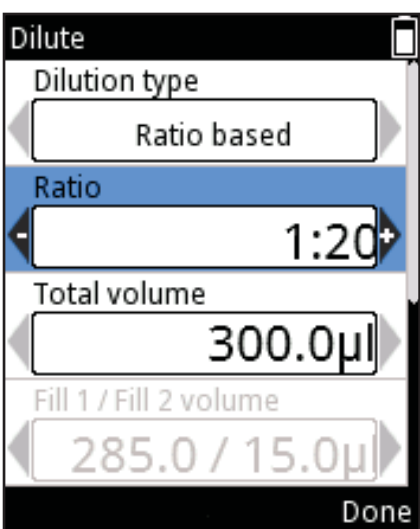 Dilute
Dilution type
Ratio based
Ratio
- 1:20 +
Total volume
300.0µl
Fill 1 / Fill 2 volume
285.0 / 15.0µl
Done